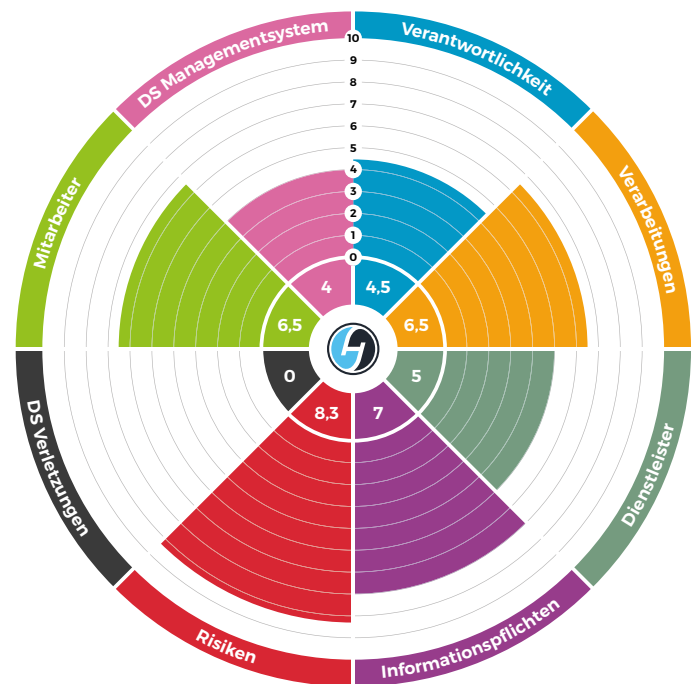 DS Managementsystem
Verantwortlichkeit
Verarbeitungen
Dienstleister
Informationspflichten
Risiken
DS Verletzungen
Mitarbeiter
10
9
8
7
6
5
4
3
2
1
0
4
4,5
6,5
5
7
8,3
0
6,5